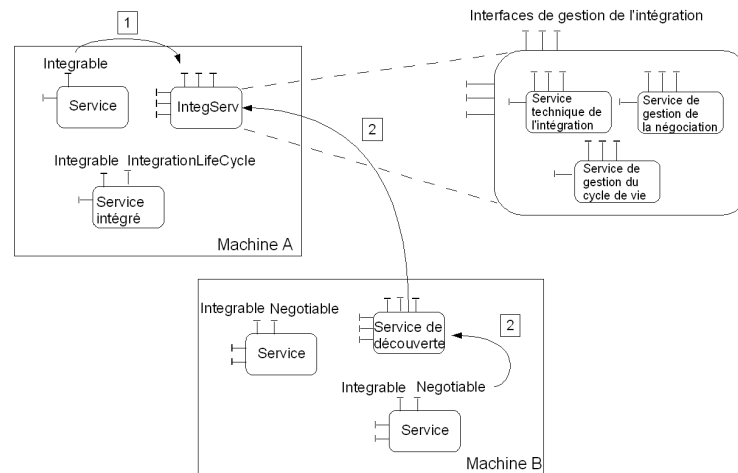 Interfaces de gestion de l'intégration
1
Integrable
Service
IntegServ
Service
technique de
l'intégration
Service de
gestion de
la négociation
Service de
gestion du
cycle de vie
2
Integrable
IntegrationLifeCycle
Service
intégré
Machine A
Integrable Negotiable
Service
Service de
découverte
2
Integrable
Negotiable
Service
Machine B